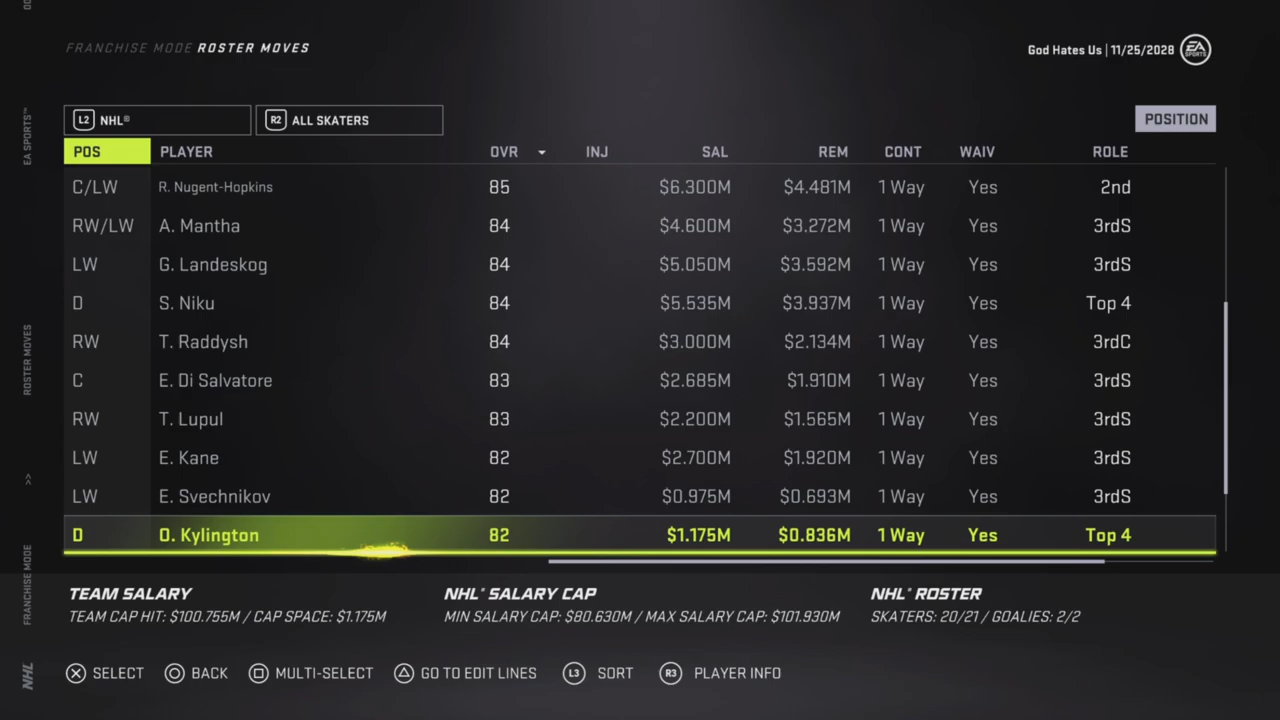 FRANCHISE MODE ROSTER MOVES
God Hates Us | 11/25/2028
EA SPORTS
L2 NHL®
R2 ALL SKATERS
POSITION
POS PLAYER OVR INJ SAL REM CONT WAIV ROLE
C/LW R. Nugent-Hopkins 85 $6.300M $4.481M 1 Way Yes 2nd
RW/LW A. Mantha 84 $4.600M $3.272M 1 Way Yes 3rdS
LW G. Landeskog 84 $5.050M $3.592M 1 Way Yes 3rdS
D S. Niku 84 $5.535M $3.937M 1 Way Yes Top 4
RW T. Raddysh 84 $3.000M $2.134M 1 Way Yes 3rdC
C E. Di Salvatore 83 $2.685M $1.910M 1 Way Yes 3rdS
RW T. Lupul 83 $2.200M $1.565M 1 Way Yes 3rdS
LW E. Kane 82 $2.700M $1.920M 1 Way Yes 3rdS
LW E. Svechnikov 82 $0.975M $0.693M 1 Way Yes 3rdS
D O. Kylington 82 $1.175M $0.836M 1 Way Yes Top 4
TEAM SALARY
TEAM CAP HIT: $100.755M / CAP SPACE: $1.175M
NHL® SALARY CAP
MIN SALARY CAP: $80.630M / MAX SALARY CAP: $101.930M
NHL® ROSTER
SKATERS: 20/21 / GOALIES: 2/2
SELECT BACK MULTI-SELECT GO TO EDIT LINES L3 SORT R3 PLAYER INFO
EA SPORTS™
ROSTER MOVES
>>
FRANCHISE MODE
NHL